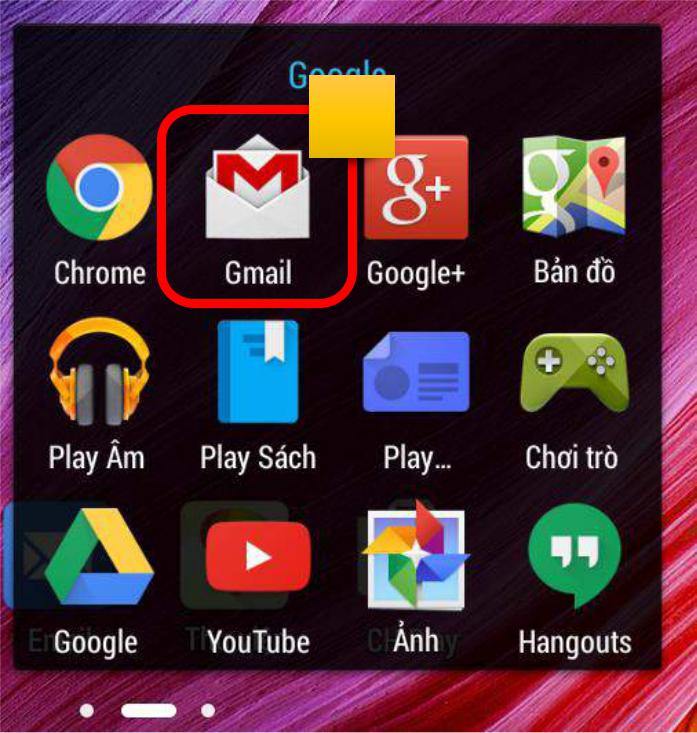 Google
Chrome
Gmail
Google+
Bản đồ
Play Âm
Play Sách
Play...
Chơi trò
Google
YouTube
Ảnh
Hangouts